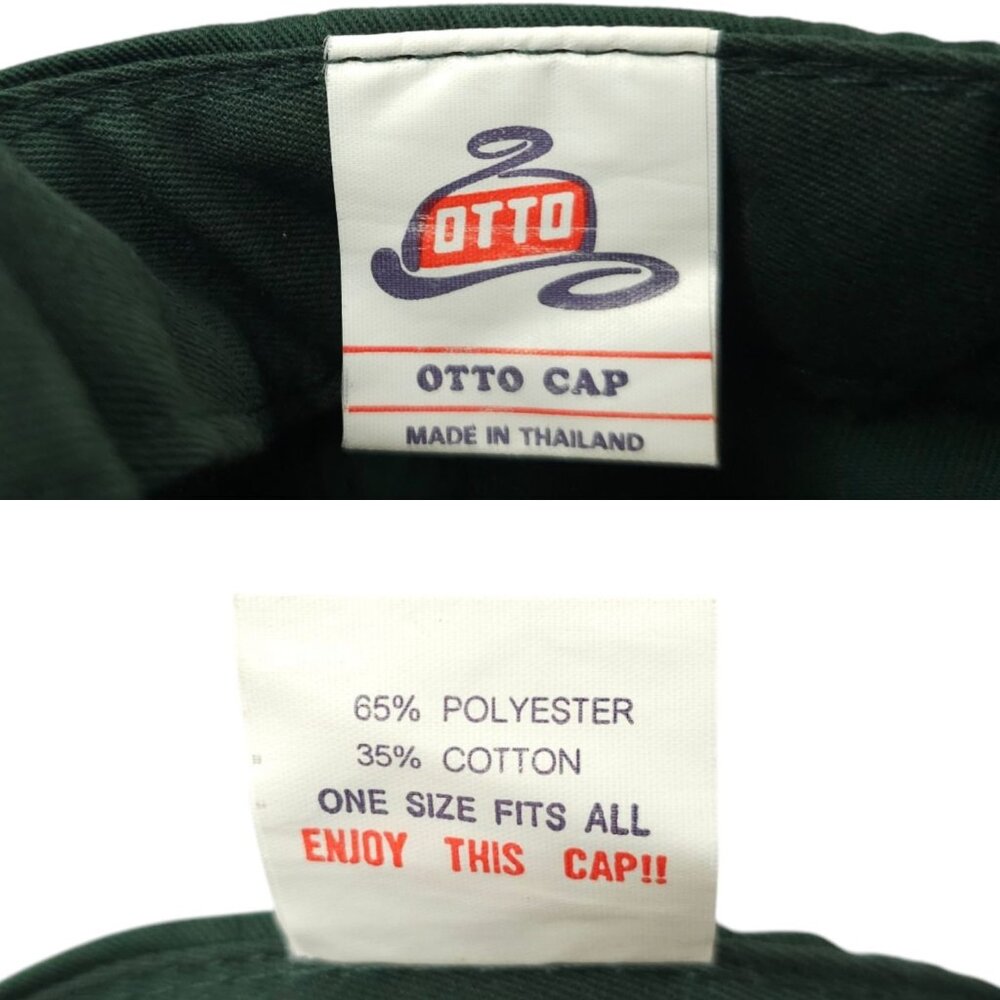 OTTO
OTTO CAP
MADE IN THAILAND
65% POLYESTER
35% COTTON
ONE SIZE FITS ALL
ENJOY THIS CAP!!